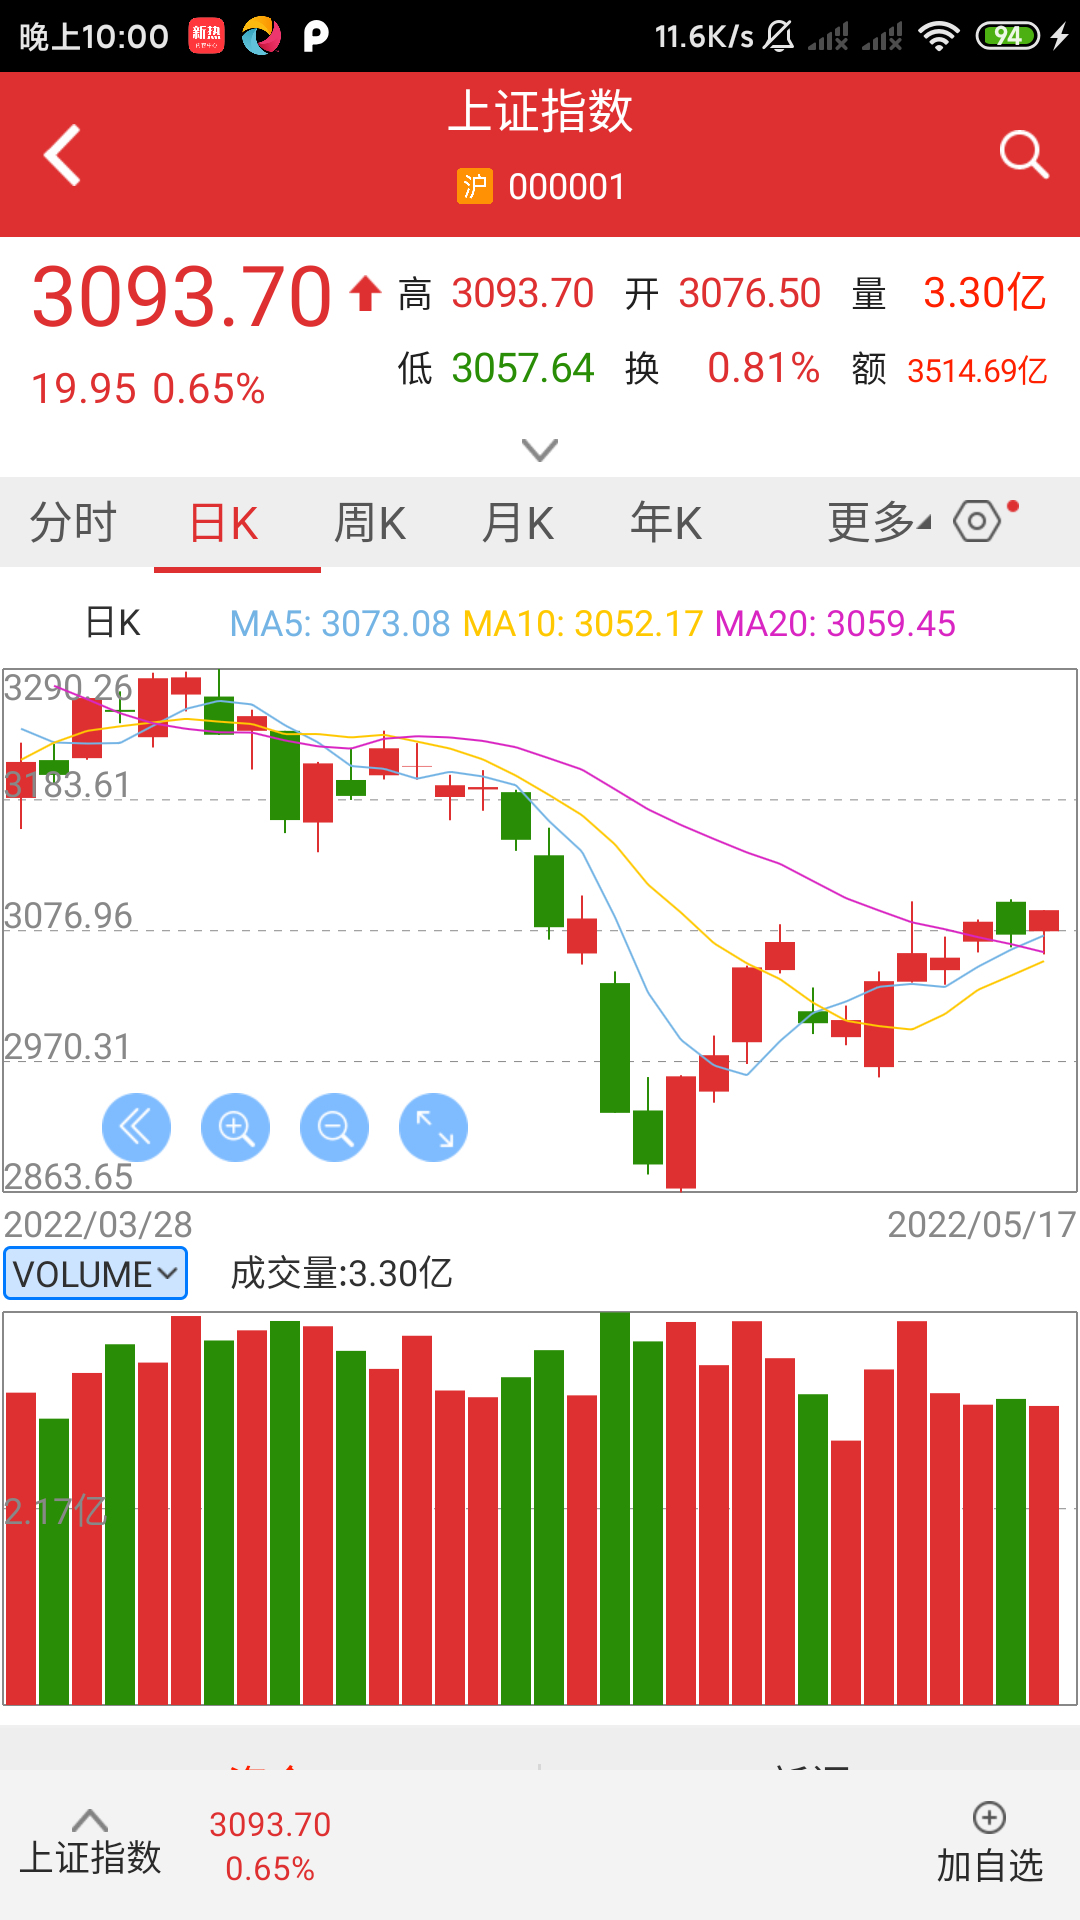 晚上10:00 新热 11.6K/s 94
上证指数
沪 000001
3093.70 高 3093.70 开 3076.50 量 3.30亿
19.95 0.65% 低 3057.64 换 0.81% 额 3514.69亿
分时 日K 周K 月K 年K 更多
日K MA5: 3073.08 MA10: 3052.17 MA20: 3059.45
3290.26
3183.61
3076.96
2970.31
2863.65
2022/03/28 2022/05/17
VOLUME 成交量:3.30亿
2.17亿
上证指数 3093.70 0.65% 加自选